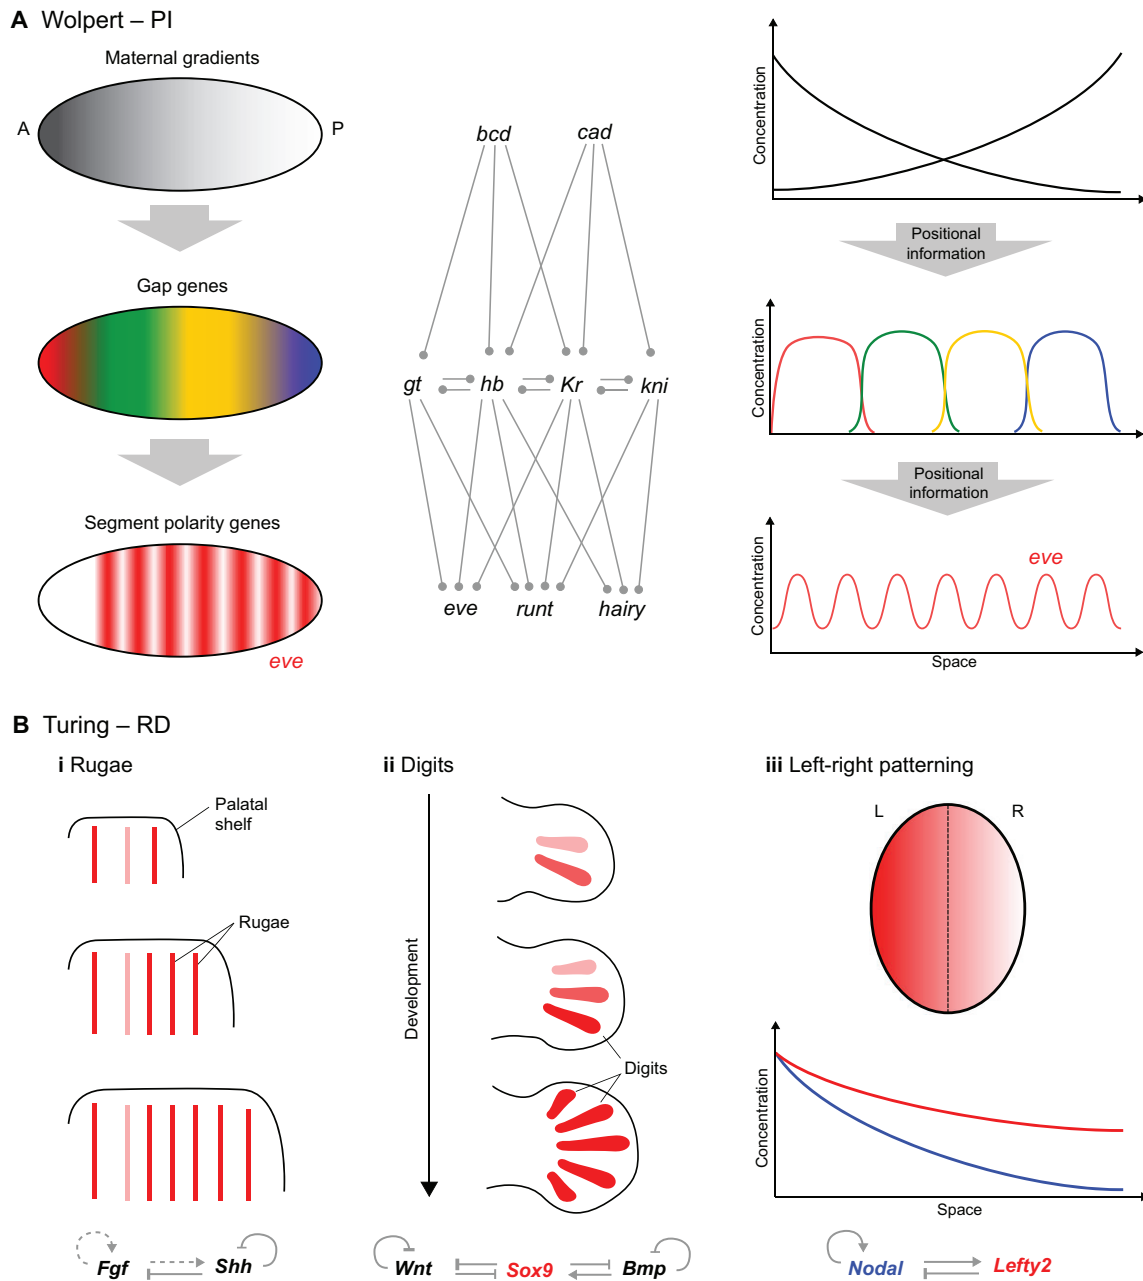 A Wolpert – PI
Maternal gradients
A
P
Gap genes
Segment polarity genes
eve
bcd
cad
gt
hb
Kr
kni
eve
runt
hairy
Concentration
Positional
information
Concentration
Positional
information
Concentration
eve
Space
B Turing – RD
i Rugae
Palatal
shelf
Rugae
Fgf
Shh
ii Digits
Development
Digits
Wnt
Sox9
Bmp
iii Left-right patterning
L
R
Concentration
Space
Nodal
Lefty2